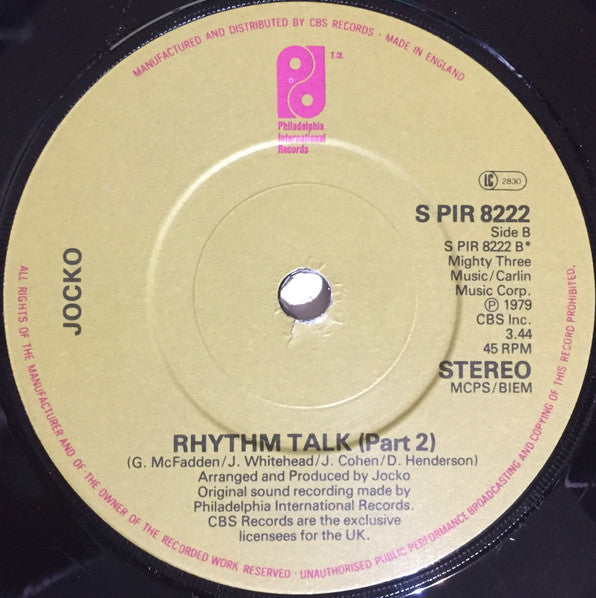 MANUFACTURED AND DISTRIBUTED BY CBS RECORDS · MADE IN ENGLAND
T.M.
Philadelphia
International
Records
LC 2830
S PIR 8222
Side B
S PIR 8222 B*
Mighty Three
Music/Carlin
Music Corp.
℗ 1979
CBS Inc.
3.44
45 RPM
STEREO
MCPS/BIEM
JOCKO
RHYTHM TALK (Part 2)
(G. McFadden/J. Whitehead/J. Cohen/D. Henderson)
Arranged and Produced by Jocko
Original sound recording made by
Philadelphia International Records.
CBS Records are the exclusive
licensees for the UK.
ALL RIGHTS OF THE MANUFACTURER AND OF THE OWNER OF THE RECORDED WORK RESERVED · UNAUTHORISED PUBLIC PERFORMANCE BROADCASTING AND COPYING OF THIS RECORD PROHIBITED.